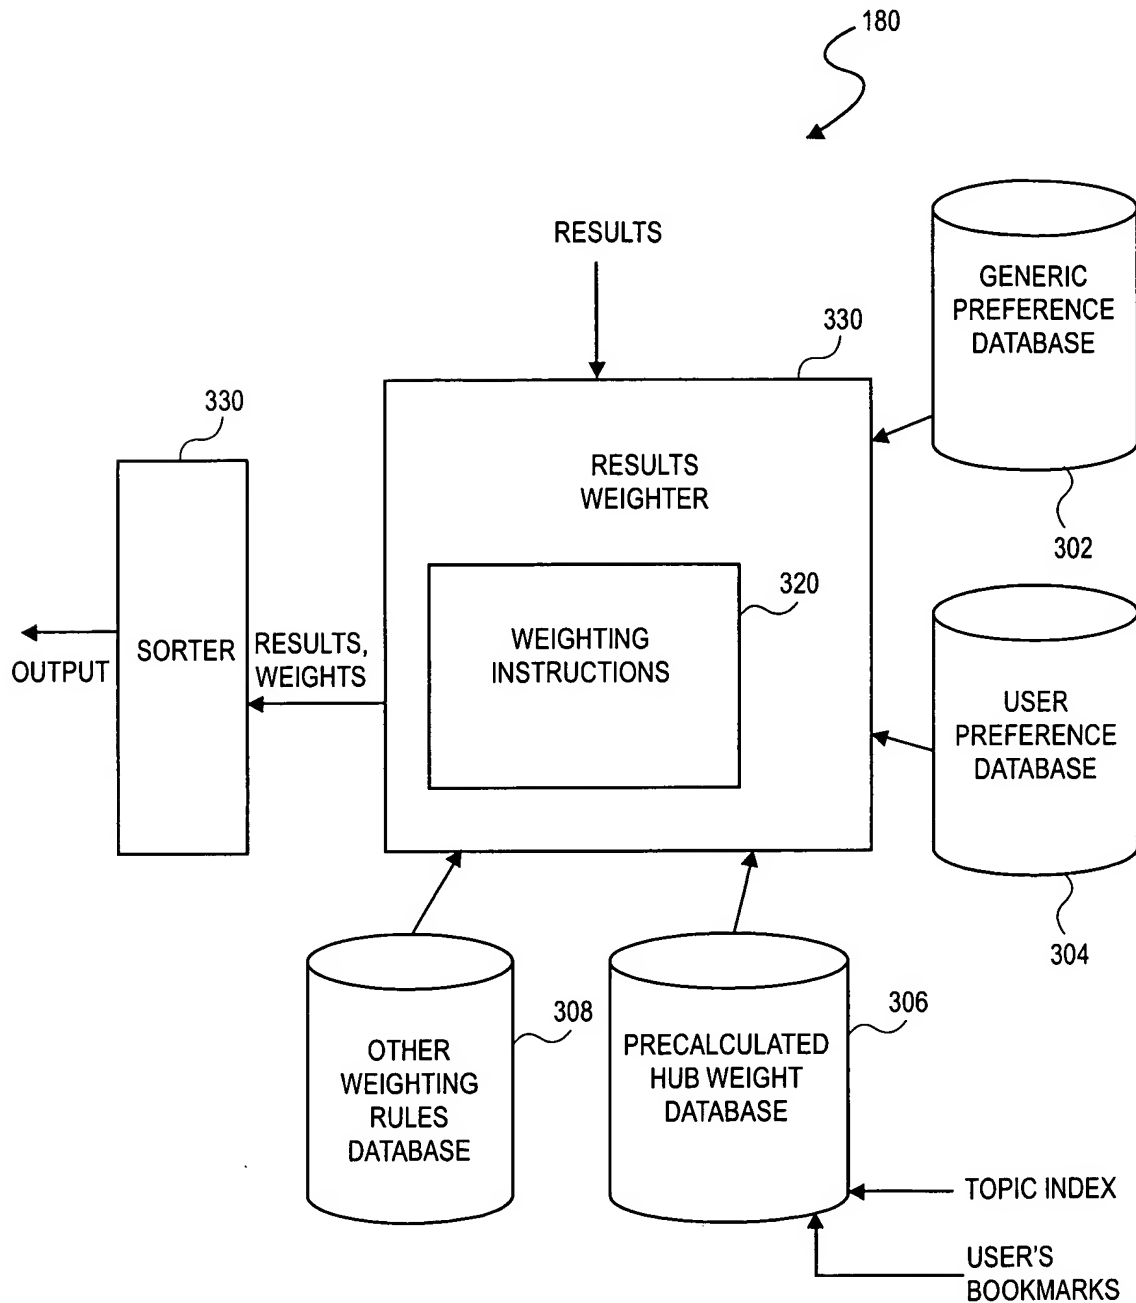 180
RESULTS
GENERIC
PREFERENCE
DATABASE
330
330
RESULTS
WEIGHTER
302
320
WEIGHTING
INSTRUCTIONS
SORTER
RESULTS,
WEIGHTS
OUTPUT
USER
PREFERENCE
DATABASE
304
308
306
OTHER
WEIGHTING
RULES
DATABASE
PRECALCULATED
HUB WEIGHT
DATABASE
TOPIC INDEX
USER'S
BOOKMARKS